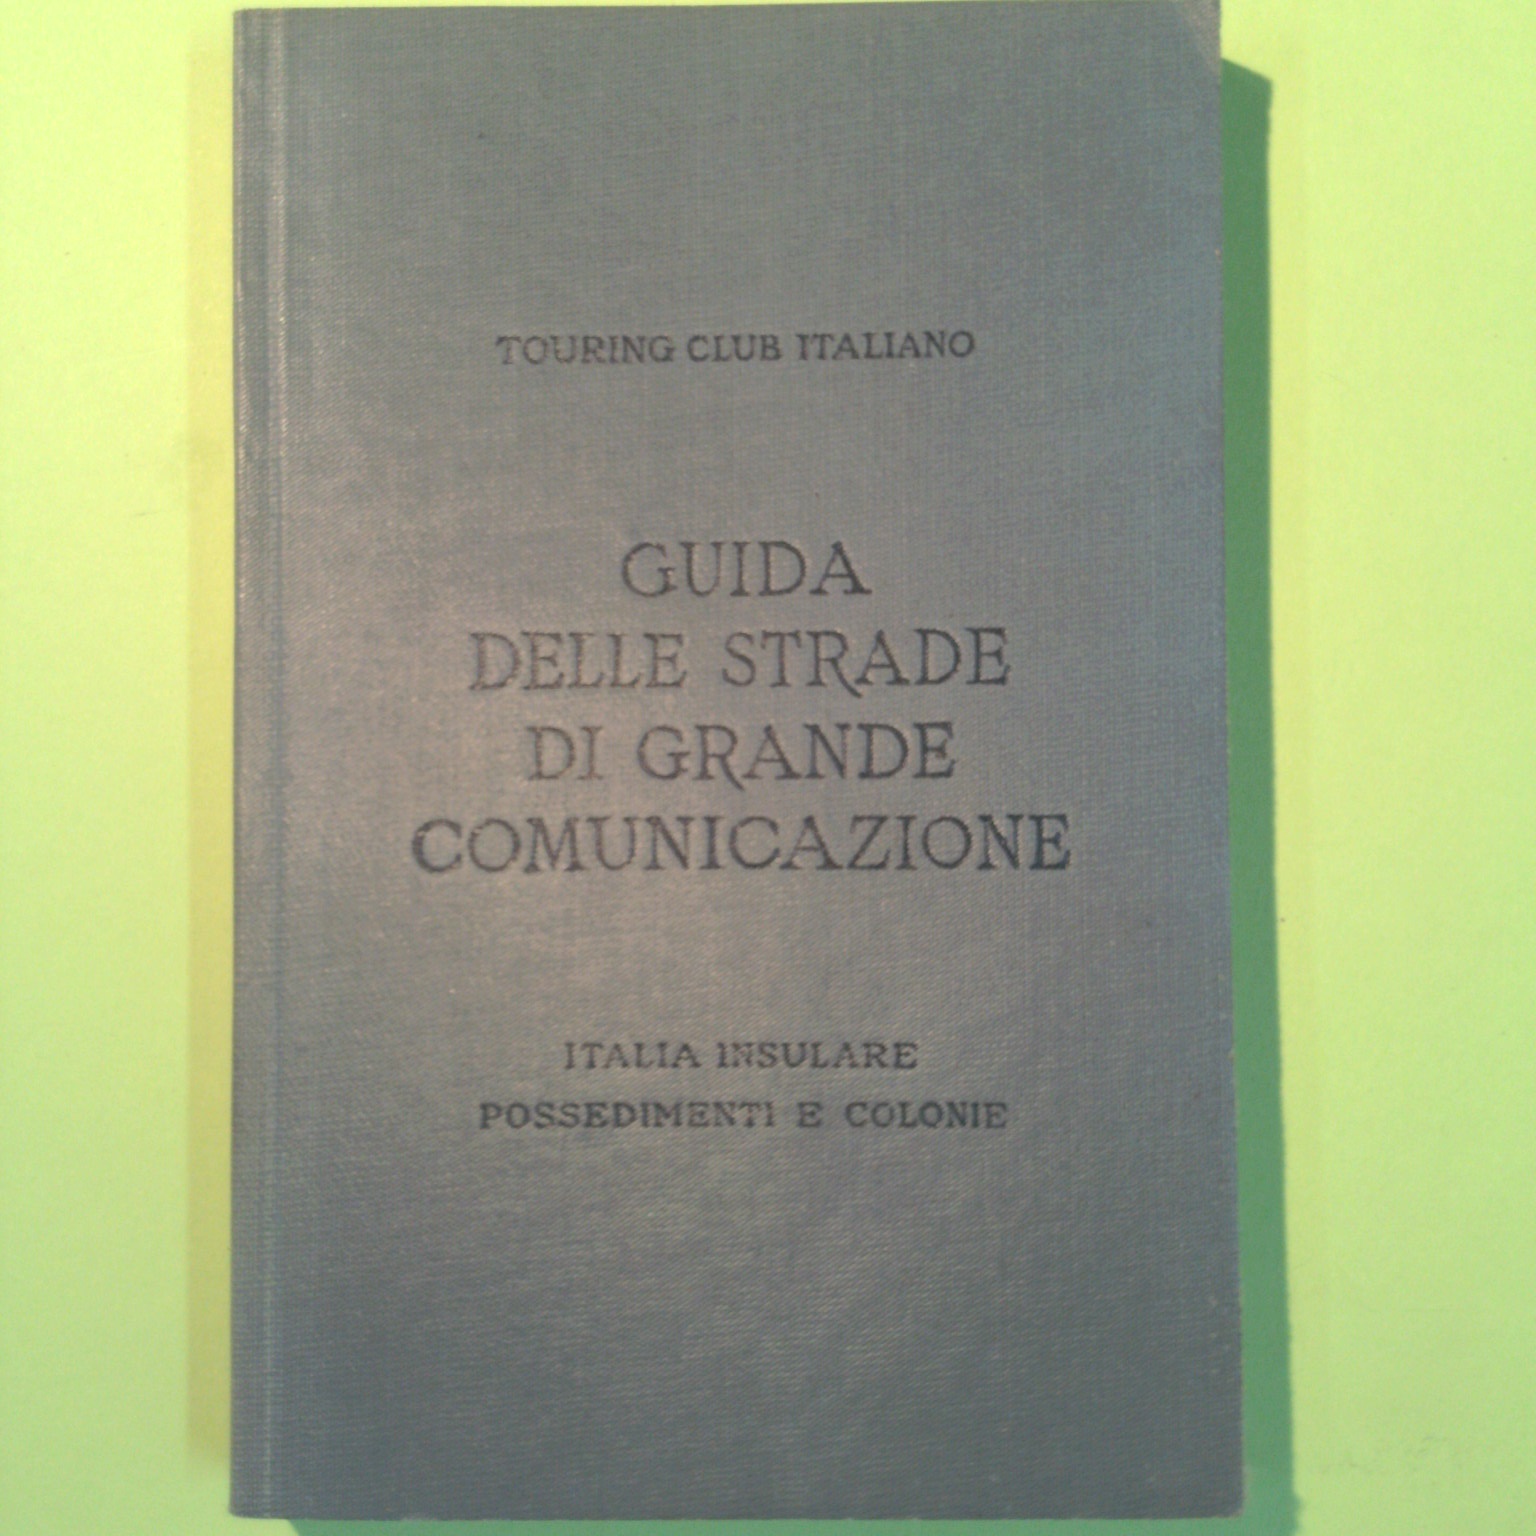 TOURING CLUB ITALIANO
GUIDA
DELLE STRADE
DI GRANDE
COMUNICAZIONE
ITALIA INSULARE
POSSEDIMENTI E COLONIE